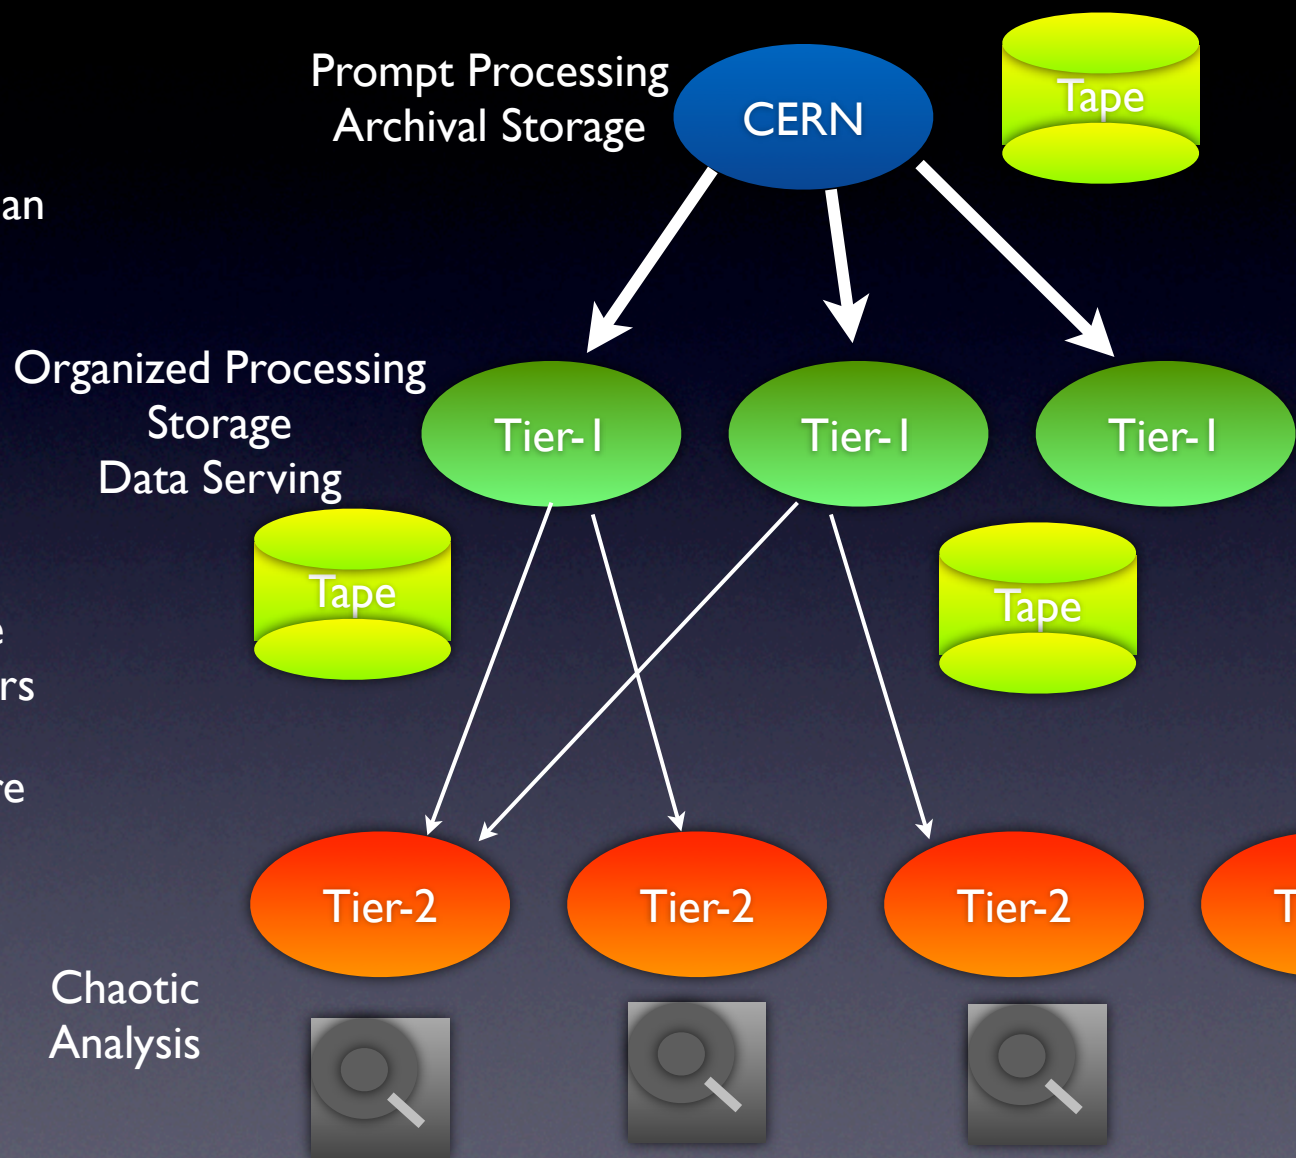 Prompt Processing
Archival Storage
CERN
Tape
an
Organized Processing
Storage
Data Serving
Tier-1
Tier-1
Tier-1
Tape
Tape
e
rs
re
Tier-2
Tier-2
Tier-2
T
Chaotic
Analysis